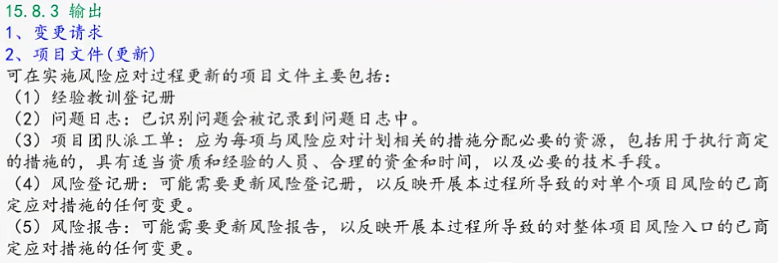 15.8.3 输出
1、变更请求
2、项目文件(更新)
可在实施风险应对过程更新的项目文件主要包括：
（1）经验教训登记册
（2）问题日志：已识别问题会被记录到问题日志中。
（3）项目团队派工单：应为每项与风险应对计划相关的措施分配必要的资源，包括用于执行商定
的措施的，具有适当资质和经验的人员、合理的资金和时间，以及必要的技术手段。
（4）风险登记册：可能需要更新风险登记册，以反映开展本过程所导致的对单个项目风险的已商
定应对措施的任何变更。
（5）风险报告：可能需要更新风险报告，以反映开展本过程所导致的对整体项目风险入口的已商
定应对措施的任何变更。